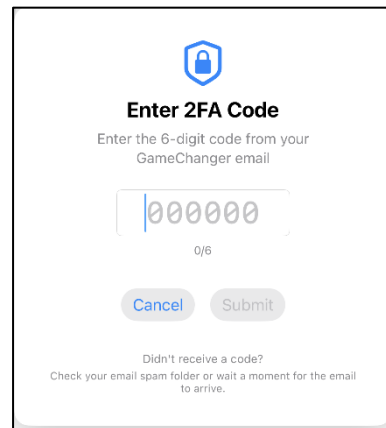 Enter 2FA Code
Enter the 6-digit code from your
GameChanger email
000000
0/6
Cancel Submit
Didn't receive a code?
Check your email spam folder or wait a moment for the email
to arrive.